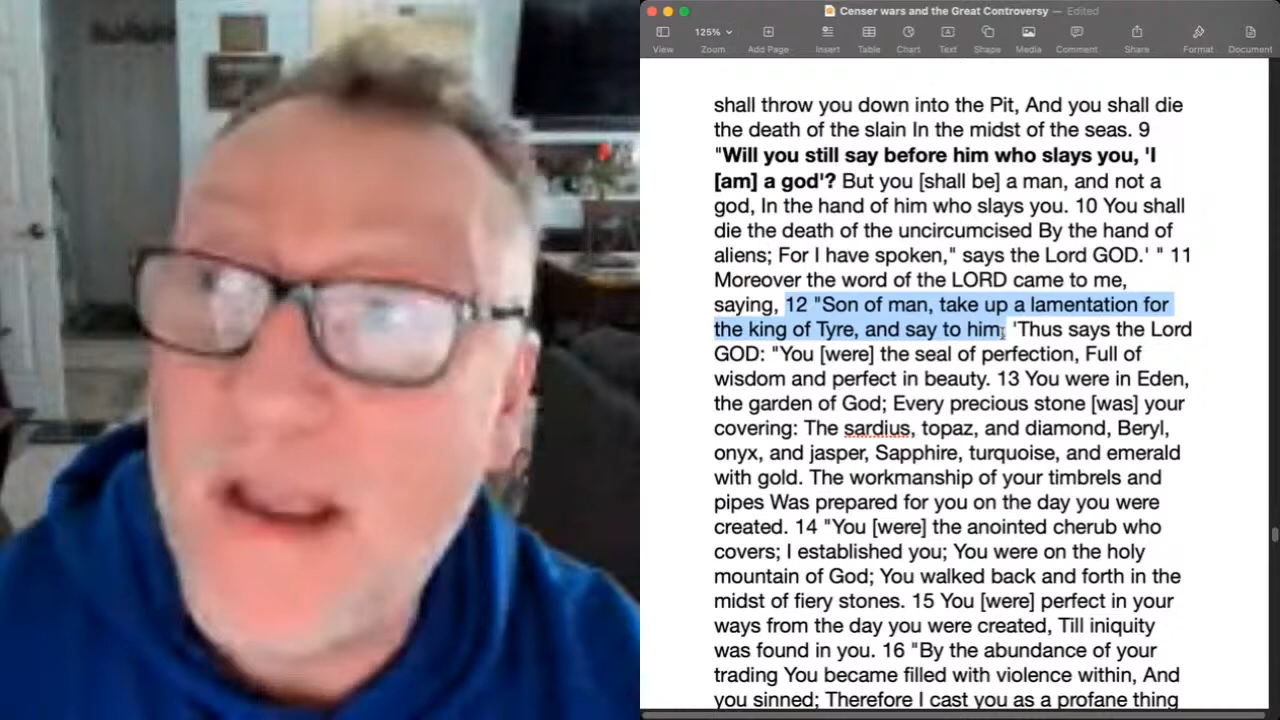 Censer wars and the Great Controversy — Edited
125%
View Zoom Add Page Insert Table Chart Text Shape Media Comment Share Format Document
shall throw you down into the Pit, And you shall die
the death of the slain In the midst of the seas. 9
"Will you still say before him who slays you, 'I
[am] a god'? But you [shall be] a man, and not a
god, In the hand of him who slays you. 10 You shall
die the death of the uncircumcised By the hand of
aliens; For I have spoken," says the Lord GOD.' " 11
Moreover the word of the LORD came to me,
saying, 12 "Son of man, take up a lamentation for
the king of Tyre, and say to him, 'Thus says the Lord
GOD: "You [were] the seal of perfection, Full of
wisdom and perfect in beauty. 13 You were in Eden,
the garden of God; Every precious stone [was] your
covering: The sardius, topaz, and diamond, Beryl,
onyx, and jasper, Sapphire, turquoise, and emerald
with gold. The workmanship of your timbrels and
pipes Was prepared for you on the day you were
created. 14 "You [were] the anointed cherub who
covers; I established you; You were on the holy
mountain of God; You walked back and forth in the
midst of fiery stones. 15 You [were] perfect in your
ways from the day you were created, Till iniquity
was found in you. 16 "By the abundance of your
trading You became filled with violence within, And
you sinned; Therefore I cast you as a profane thing